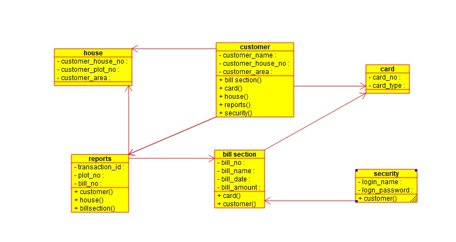 house
- customer_house_no :
- customer_plot_no :
- customer_area :
customer
- customer_name :
- customer_house_no :
- customer_area :
+ bill section()
+ card()
+ house()
+ reports()
+ security()
card
- card_no :
- card_type :
reports
- transaction_id :
- plot_no :
- bill_no :
+ customer()
+ house()
+ billsection()
bill section
- bill_no :
- bill_name :
- bill_date :
- bill_amount :
+ card()
+ customer()
security
- login_name :
- logn_password :
+ customer()